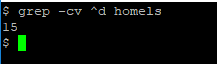 $ grep -cv ^d homels
15
$